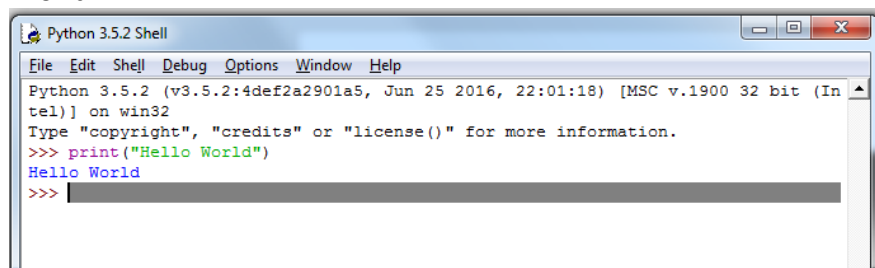 Python 3.5.2 Shell
File Edit Shell Debug Options Window Help
Python 3.5.2 (v3.5.2:4def2a2901a5, Jun 25 2016, 22:01:18) [MSC v.1900 32 bit (In
tel)] on win32
Type "copyright", "credits" or "license()" for more information.
>>> print("Hello World")
Hello World
>>>